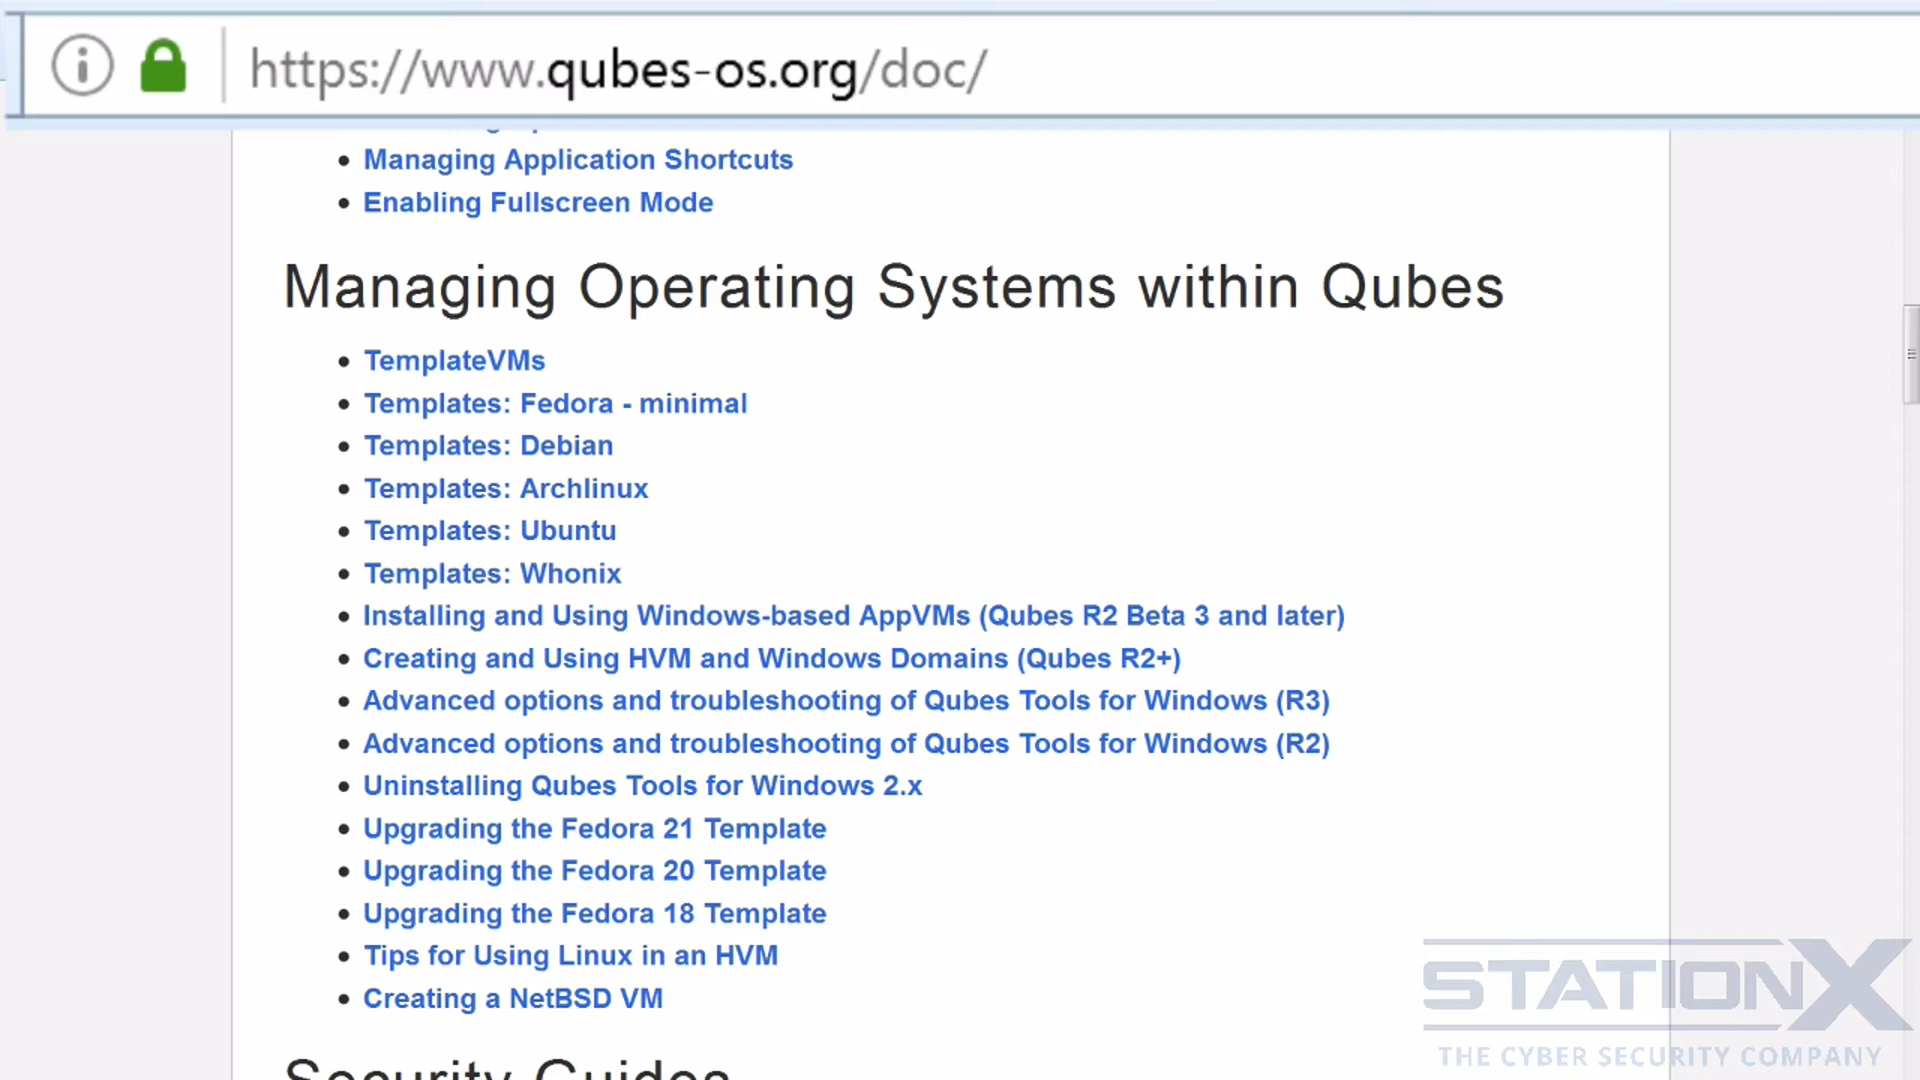 https://www.qubes-os.org/doc/
Managing Application Shortcuts
Enabling Fullscreen Mode
Managing Operating Systems within Qubes
TemplateVMs
Templates: Fedora - minimal
Templates: Debian
Templates: Archlinux
Templates: Ubuntu
Templates: Whonix
Installing and Using Windows-based AppVMs (Qubes R2 Beta 3 and later)
Creating and Using HVM and Windows Domains (Qubes R2+)
Advanced options and troubleshooting of Qubes Tools for Windows (R3)
Advanced options and troubleshooting of Qubes Tools for Windows (R2)
Uninstalling Qubes Tools for Windows 2.x
Upgrading the Fedora 21 Template
Upgrading the Fedora 20 Template
Upgrading the Fedora 18 Template
Tips for Using Linux in an HVM
Creating a NetBSD VM
Security Guides
STATIONX
THE CYBER SECURITY COMPANY